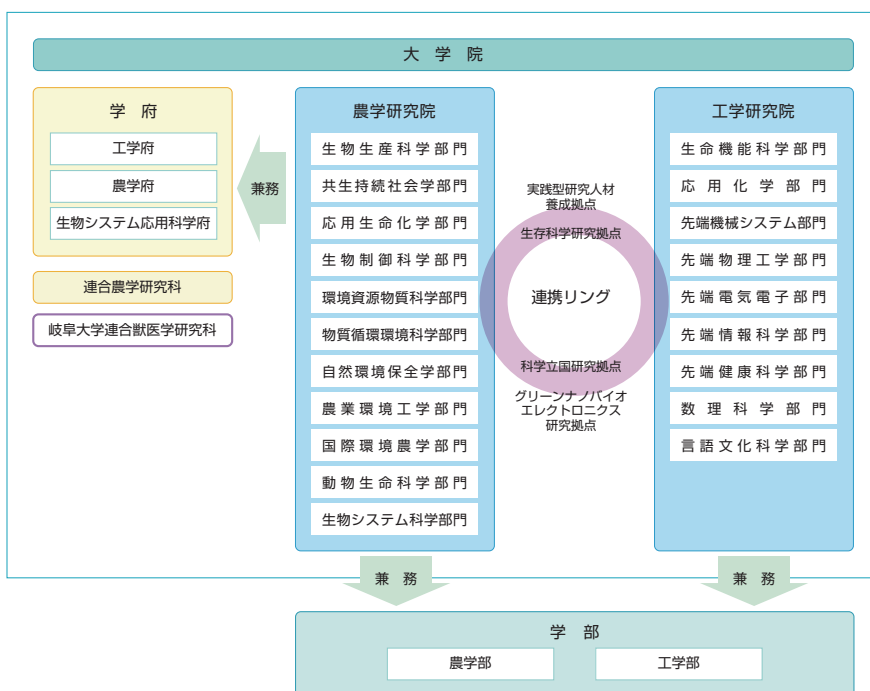 大学院
学府
工学府
農学府
生物システム応用科学府
連合農学研究科
岐阜大学連合獣医学研究科
兼務
農学研究院
生物生産科学部門
共生持続社会学部門
応用生命化学部門
生物制御科学部門
環境資源物質科学部門
物質循環環境科学部門
自然環境保全学部門
農業環境工学部門
国際環境農学部門
動物生命科学部門
生物システム科学部門
実践型研究人材
養成拠点
生存科学研究拠点
連携リング
科学立国研究拠点
グリーンナノバイオ
エレクトロニクス
研究拠点
工学研究院
生命機能科学部門
応用化学部門
先端機械システム部門
先端物理工学部門
先端電気電子部門
先端情報科学部門
先端健康科学部門
数理科学部門
言語文化科学部門
兼務
兼務
学部
農学部
工学部